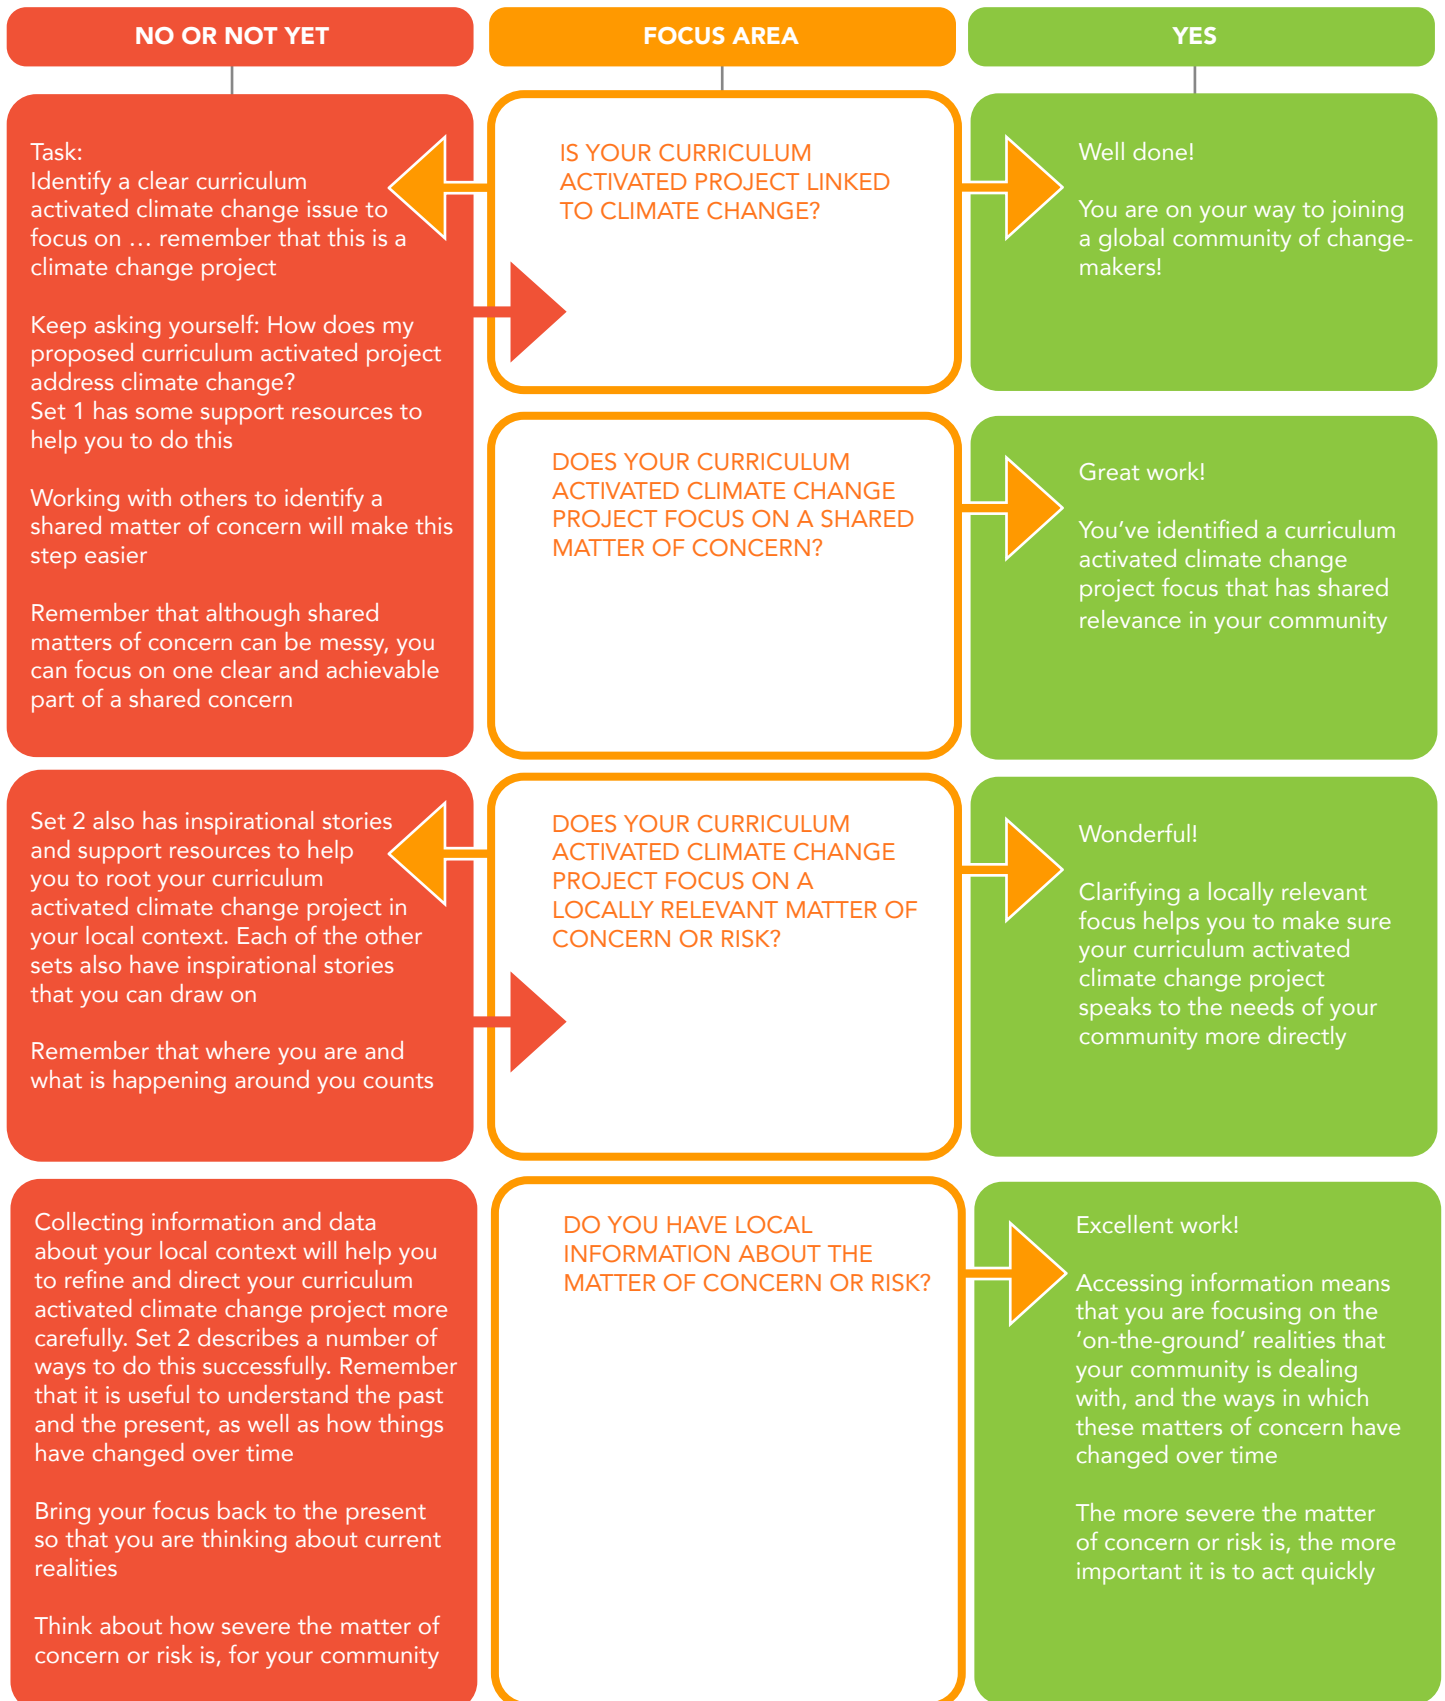 NO OR NOT YET
FOCUS AREA
YES
Task:
Identify a clear curriculum
activated climate change issue to
focus on … remember that this is a
climate change project
Keep asking yourself: How does my
proposed curriculum activated project
address climate change?
Set 1 has some support resources to
help you to do this
Working with others to identify a
shared matter of concern will make this
step easier
Remember that although shared
matters of concern can be messy, you
can focus on one clear and achievable
part of a shared concern
IS YOUR CURRICULUM
ACTIVATED PROJECT LINKED
TO CLIMATE CHANGE?
Well done!
You are on your way to joining
a global community of change-
makers!
DOES YOUR CURRICULUM
ACTIVATED CLIMATE CHANGE
PROJECT FOCUS ON A SHARED
MATTER OF CONCERN?
Great work!
You’ve identified a curriculum
activated climate change
project focus that has shared
relevance in your community
Set 2 also has inspirational stories
and support resources to help
you to root your curriculum
activated climate change project in
your local context. Each of the other
sets also have inspirational stories
that you can draw on
Remember that where you are and
what is happening around you counts
DOES YOUR CURRICULUM
ACTIVATED CLIMATE CHANGE
PROJECT FOCUS ON A
LOCALLY RELEVANT MATTER OF
CONCERN OR RISK?
Wonderful!
Clarifying a locally relevant
focus helps you to make sure
your curriculum activated
climate change project
speaks to the needs of your
community more directly
Collecting information and data
about your local context will help you
to refine and direct your curriculum
activated climate change project more
carefully. Set 2 describes a number of
ways to do this successfully. Remember
that it is useful to understand the past
and the present, as well as how things
have changed over time
Bring your focus back to the present
so that you are thinking about current
realities
Think about how severe the matter of
concern or risk is, for your community
DO YOU HAVE LOCAL
INFORMATION ABOUT THE
MATTER OF CONCERN OR RISK?
Excellent work!
Accessing information means
that you are focusing on the
‘on-the-ground’ realities that
your community is dealing
with, and the ways in which
these matters of concern have
changed over time
The more severe the matter
of concern or risk is, the more
important it is to act quickly